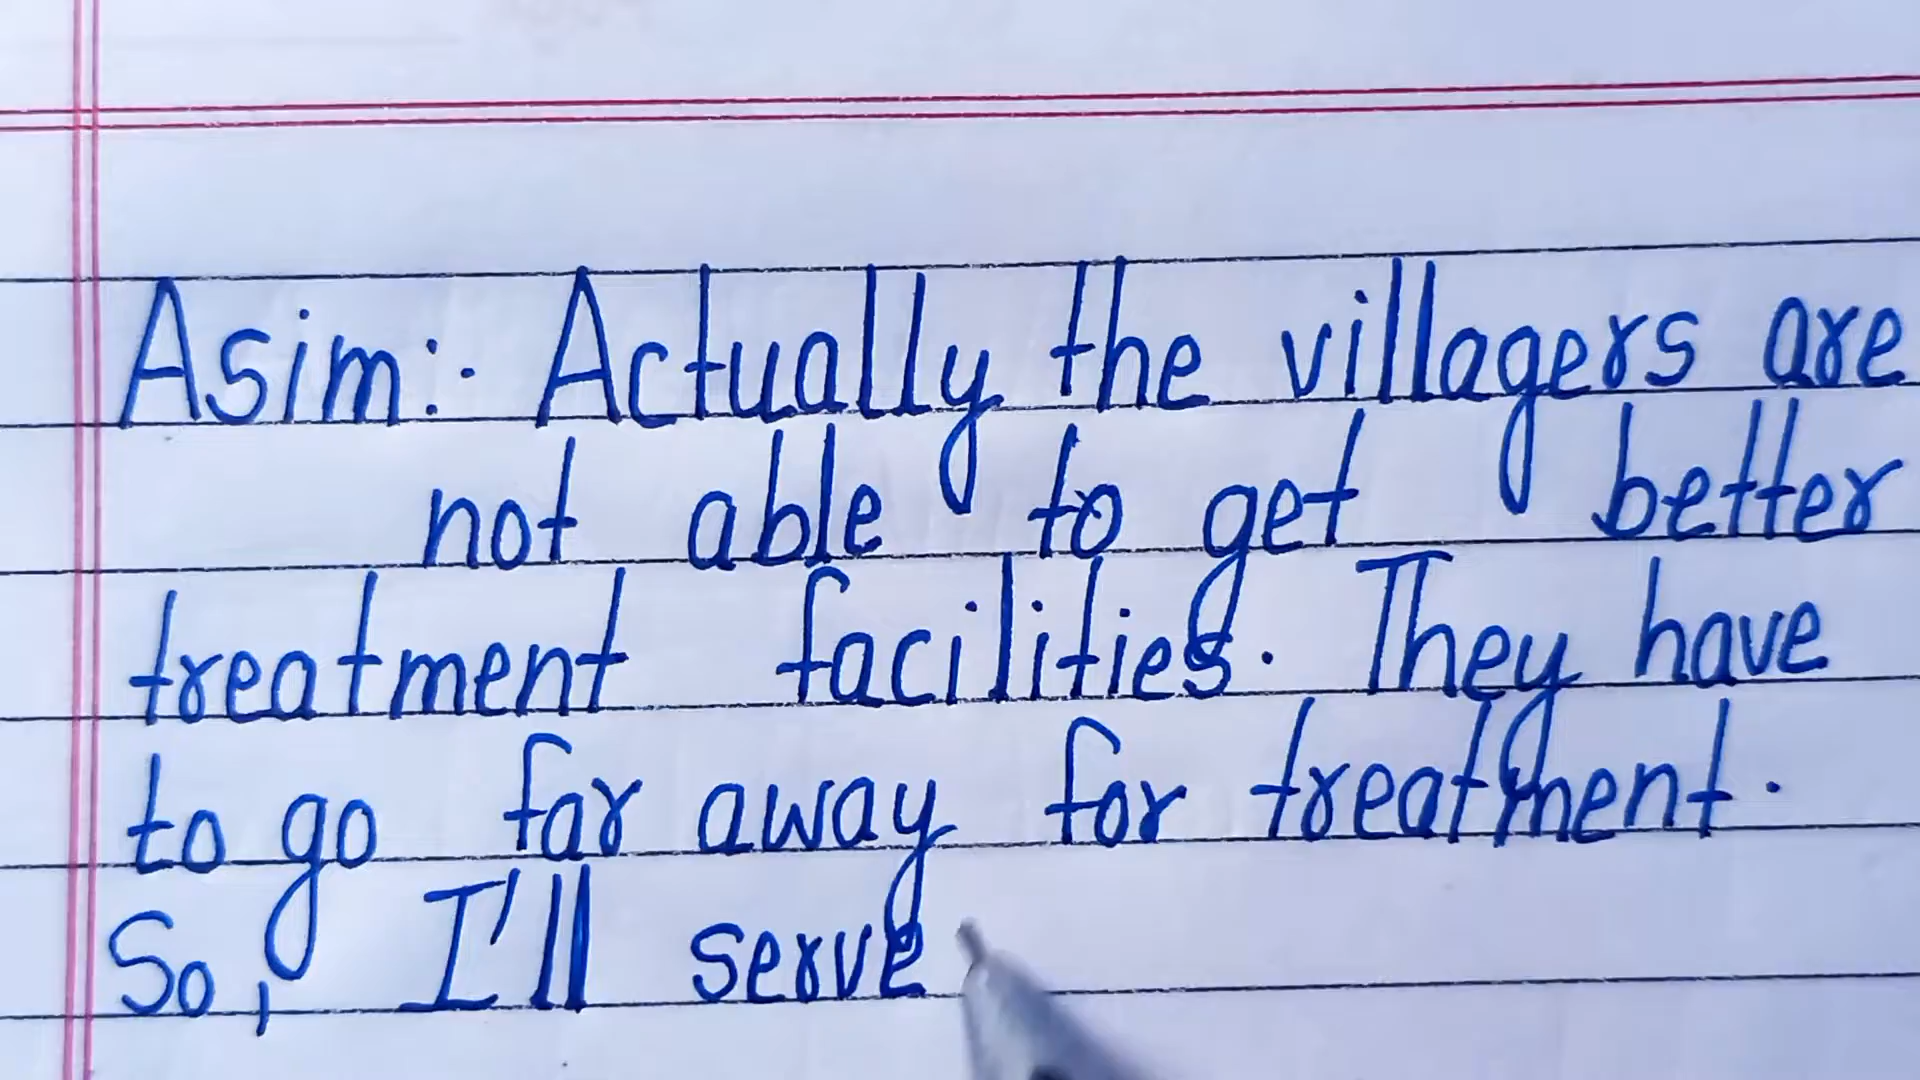 Asim:- Actually the villagers are
not able to get better
treatment facilities. They have
to go far away for treatment.
So, I'll serve